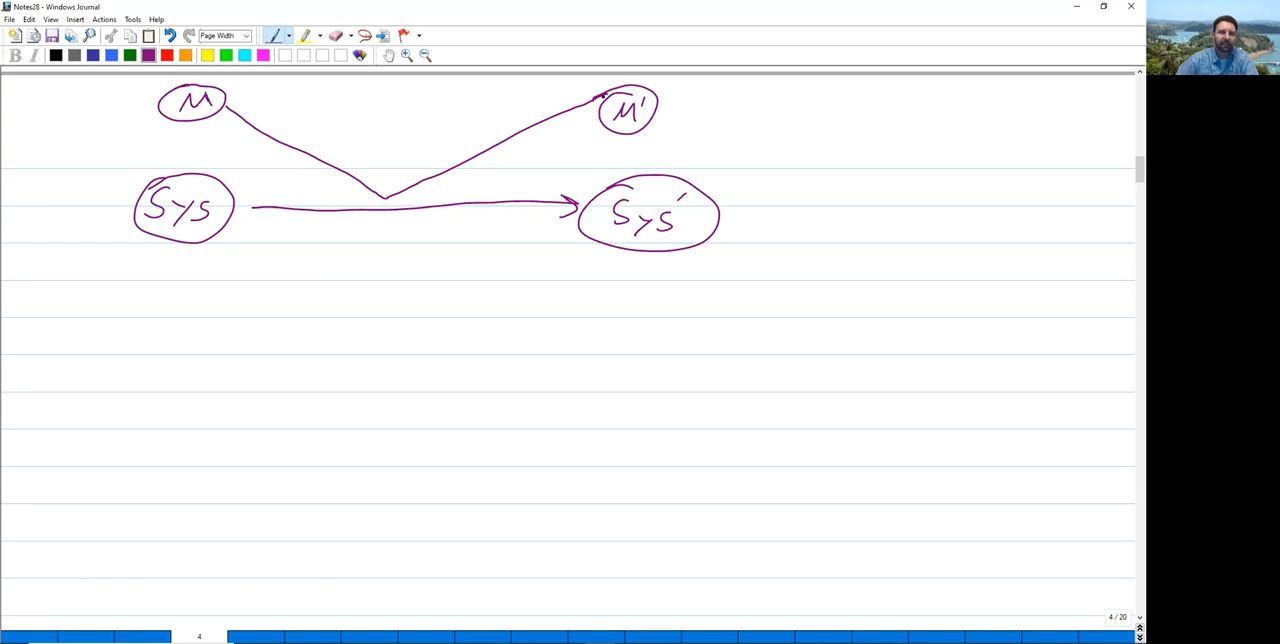 Notes28 - Windows Journal
File Edit View Insert Actions Tools Help
Page Width
B I
M M'
Sys Sys'
4 / 20
4